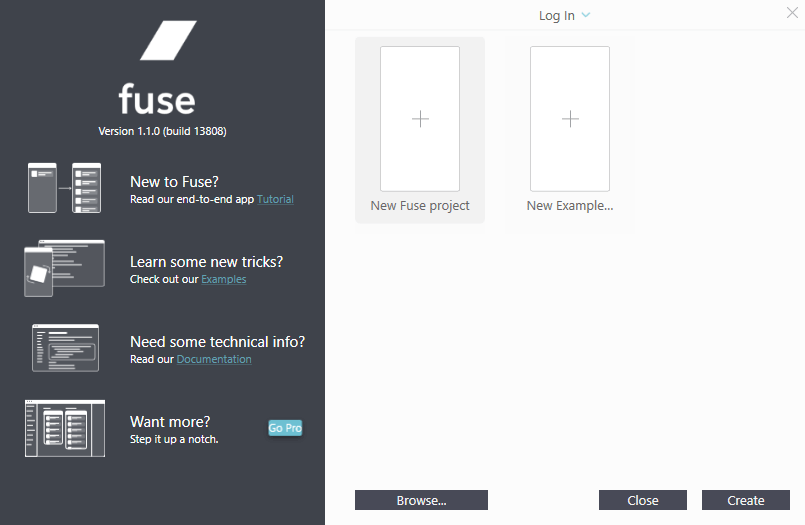 fuse
Version 1.1.0 (build 13808)
New to Fuse?
Read our end-to-end app Tutorial
Learn some new tricks?
Check out our Examples
Need some technical info?
Read our Documentation
Want more?
Step it up a notch.
Go Pro
Log In
New Fuse project
New Example...
Browse...
Close
Create